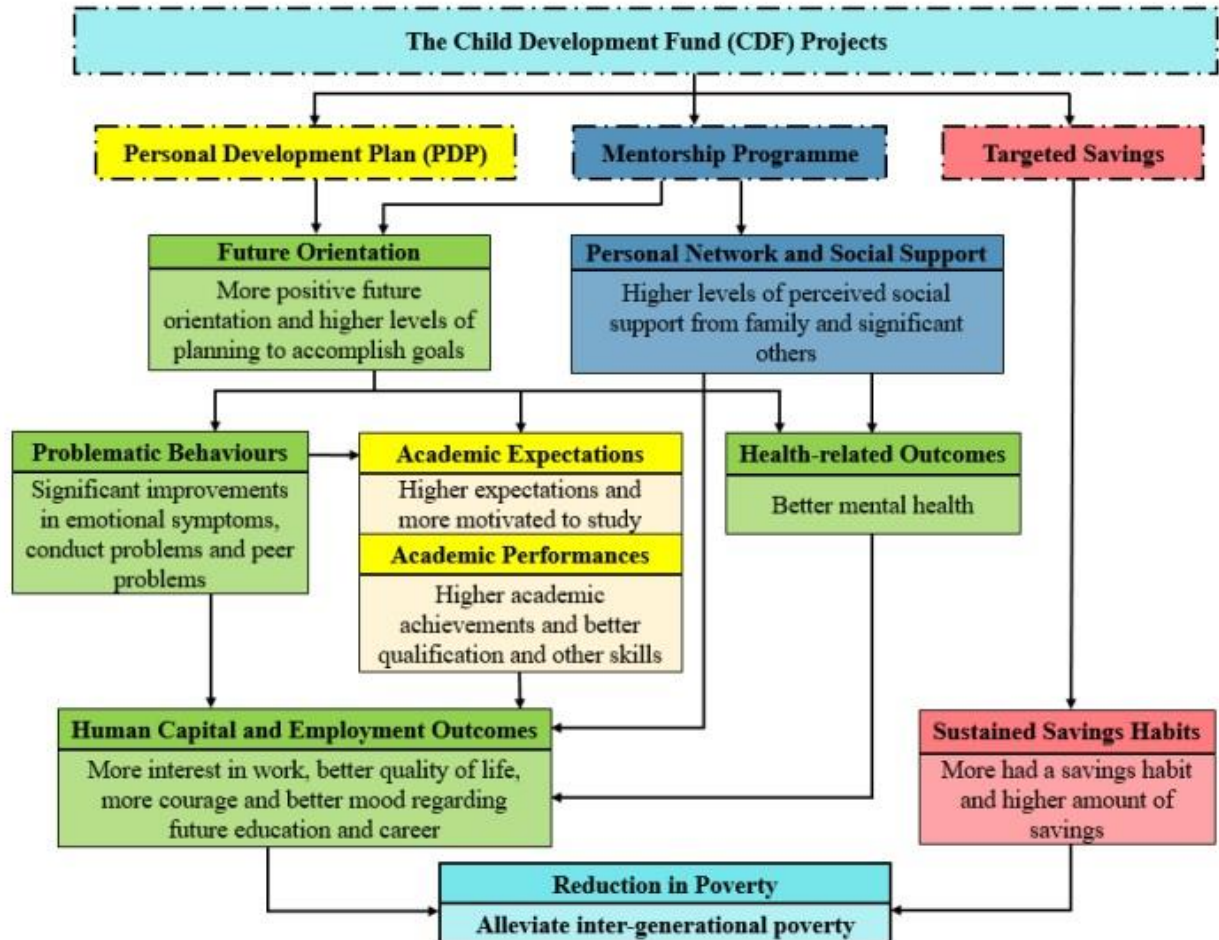 The Child Development Fund (CDF) Projects
Personal Development Plan (PDP)
Mentorship Programme
Targeted Savings
Future Orientation
More positive future
orientation and higher levels of
planning to accomplish goals
Personal Network and Social Support
Higher levels of perceived social
support from family and significant
others
Problematic Behaviours
Significant improvements
in emotional symptoms,
conduct problems and peer
problems
Academic Expectations
Higher expectations and
more motivated to study
Academic Performances
Higher academic
achievements and better
qualification and other skills
Health-related Outcomes
Better mental health
Human Capital and Employment Outcomes
More interest in work, better quality of life,
more courage and better mood regarding
future education and career
Sustained Savings Habits
More had a savings habit
and higher amount of
savings
Reduction in Poverty
Alleviate inter-generational poverty